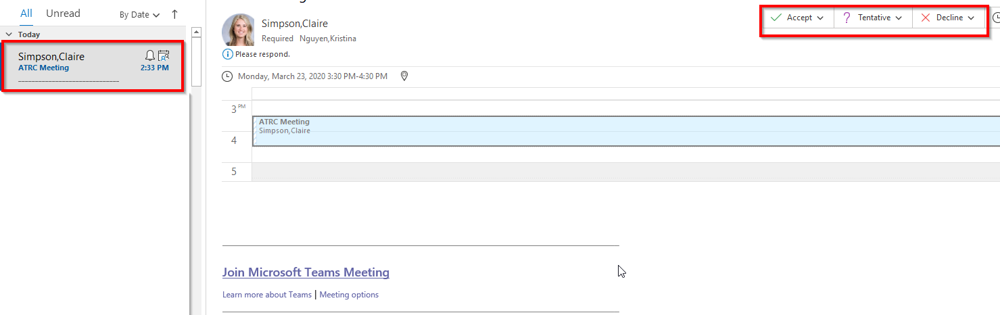 All Unread By Date
Today
Simpson,Claire
ATRC Meeting 2:33 PM
Simpson,Claire
Required Nguyen,Kristina
Please respond.
Accept Tentative Decline
Monday, March 23, 2020 3:30 PM-4:30 PM
3 PM
ATRC Meeting
Simpson,Claire
4
5
Join Microsoft Teams Meeting
Learn more about Teams | Meeting options